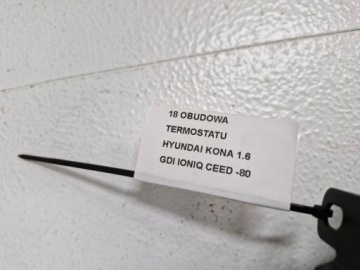 18 OBUDOWA
TERMOSTATU
HYUNDAI KONA 1.6
GDI IONIQ CEED -80